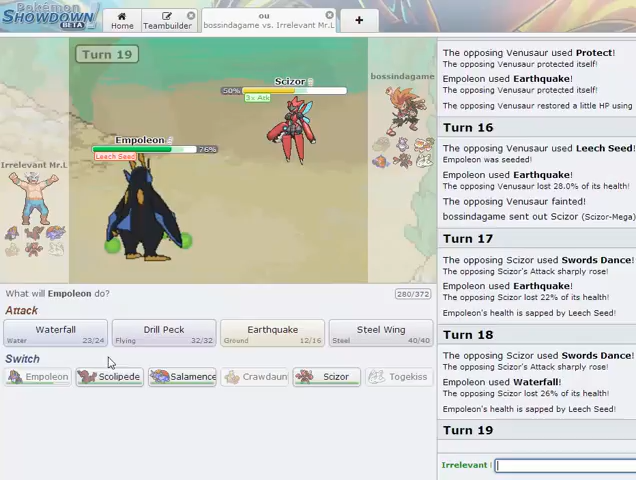 Pokémon
SHOWDOWN
BETA
Home
Teambuilder
ou
bossindagame vs. Irrelevant Mr.L
+
Turn 19
Scizor
50%
3x Atk
bossindagame
Empoleon
76%
Leech Seed
Irrelevant Mr.L
What will Empoleon do?
280/372
Attack
Waterfall
Water 23/24
Drill Peck
Flying 32/32
Earthquake
Ground 12/16
Steel Wing
Steel 40/40
Switch
Empoleon
Scolipede
Salamence
Crawdaun
Scizor
Togekiss
The opposing Venusaur used Protect!
The opposing Venusaur protected itself!
Empoleon used Earthquake!
The opposing Venusaur protected itself!
The opposing Venusaur restored a little HP using
Turn 16
The opposing Venusaur used Leech Seed!
Empoleon was seeded!
Empoleon used Earthquake!
The opposing Venusaur lost 28.0% of its health!
The opposing Venusaur fainted!
bossindagame sent out Scizor (Scizor-Mega)
Turn 17
The opposing Scizor used Swords Dance!
The opposing Scizor's Attack sharply rose!
Empoleon used Earthquake!
The opposing Scizor lost 22% of its health!
Empoleon's health is sapped by Leech Seed!
Turn 18
The opposing Scizor used Swords Dance!
The opposing Scizor's Attack sharply rose!
Empoleon used Waterfall!
The opposing Scizor lost 26% of its health!
Empoleon's health is sapped by Leech Seed!
Turn 19
Irrelevant